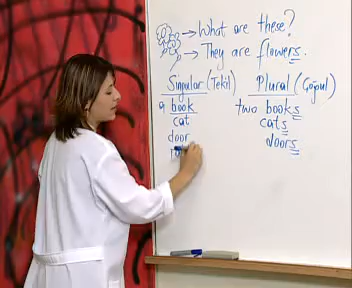 → What are these?
→ They are flowers.
Singular (Tekil) Plural (Çoğul)
a book two books
cat cats
door doors